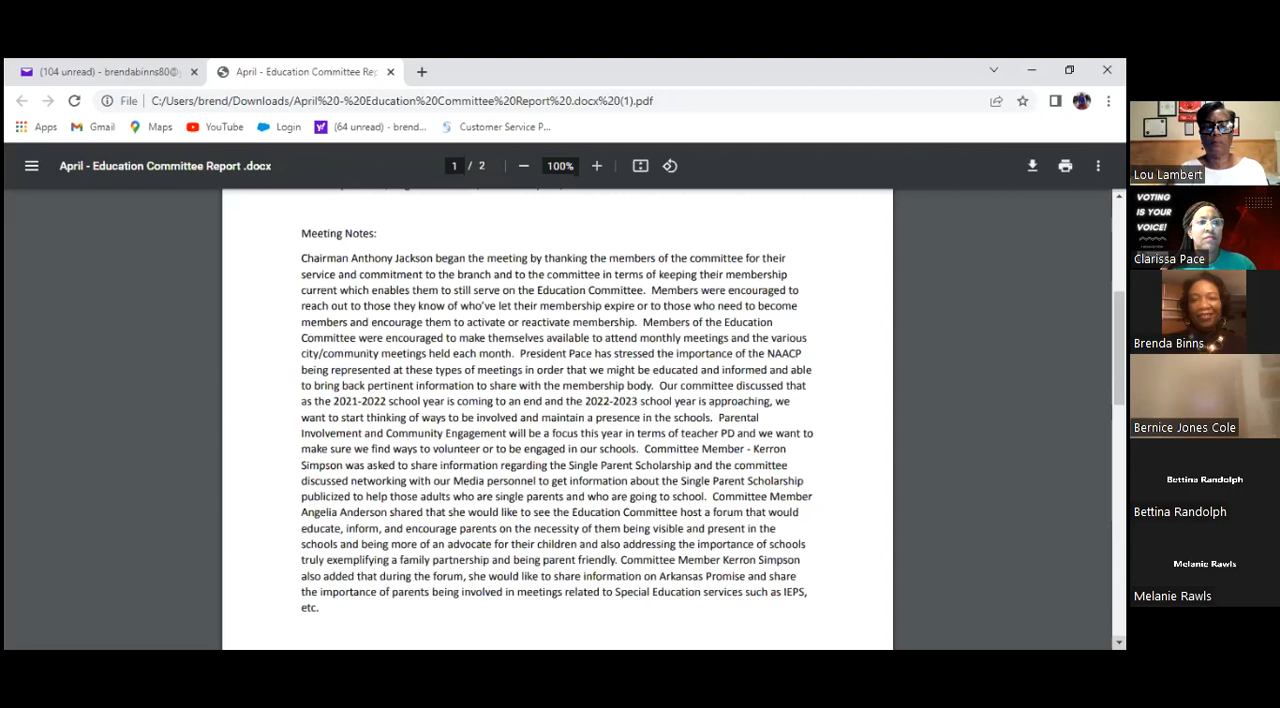 (104 unread) - brendabinns80@
April - Education Committee Rep
File
C:/Users/brend/Downloads/April%20-%20Education%20Committee%20Report%20.docx%20(1).pdf
Apps
Gmail
Maps
YouTube
Login
(64 unread) - brend...
Customer Service P...
April - Education Committee Report .docx
1 / 2
100%
Meeting Notes:
Chairman Anthony Jackson began the meeting by thanking the members of the committee for their
service and commitment to the branch and to the committee in terms of keeping their membership
current which enables them to still serve on the Education Committee. Members were encouraged to
reach out to those they know of who've let their membership expire or to those who need to become
members and encourage them to activate or reactivate membership. Members of the Education
Committee were encouraged to make themselves available to attend monthly meetings and the various
city/community meetings held each month. President Pace has stressed the importance of the NAACP
being represented at these types of meetings in order that we might be educated and informed and able
to bring back pertinent information to share with the membership body. Our committee discussed that
as the 2021-2022 school year is coming to an end and the 2022-2023 school year is approaching, we
want to start thinking of ways to be involved and maintain a presence in the schools. Parental
Involvement and Community Engagement will be a focus this year in terms of teacher PD and we want to
make sure we find ways to volunteer or to be engaged in our schools. Committee Member - Kerron
Simpson was asked to share information regarding the Single Parent Scholarship and the committee
discussed networking with our Media personnel to get information about the Single Parent Scholarship
publicized to help those adults who are single parents and who are going to school. Committee Member
Angelia Anderson shared that she would like to see the Education Committee host a forum that would
educate, inform, and encourage parents on the necessity of them being visible and present in the
schools and being more of an advocate for their children and also addressing the importance of schools
truly exemplifying a family partnership and being parent friendly. Committee Member Kerron Simpson
also added that during the forum, she would like to share information on Arkansas Promise and share
the importance of parents being involved in meetings related to Special Education services such as IEPS,
etc.
Lou Lambert
VOTING
IS YOUR
VOICE!
Clarissa Pace
Brenda Binns
Bernice Jones Cole
Bettina Randolph
Bettina Randolph
Melanie Rawls
Melanie Rawls